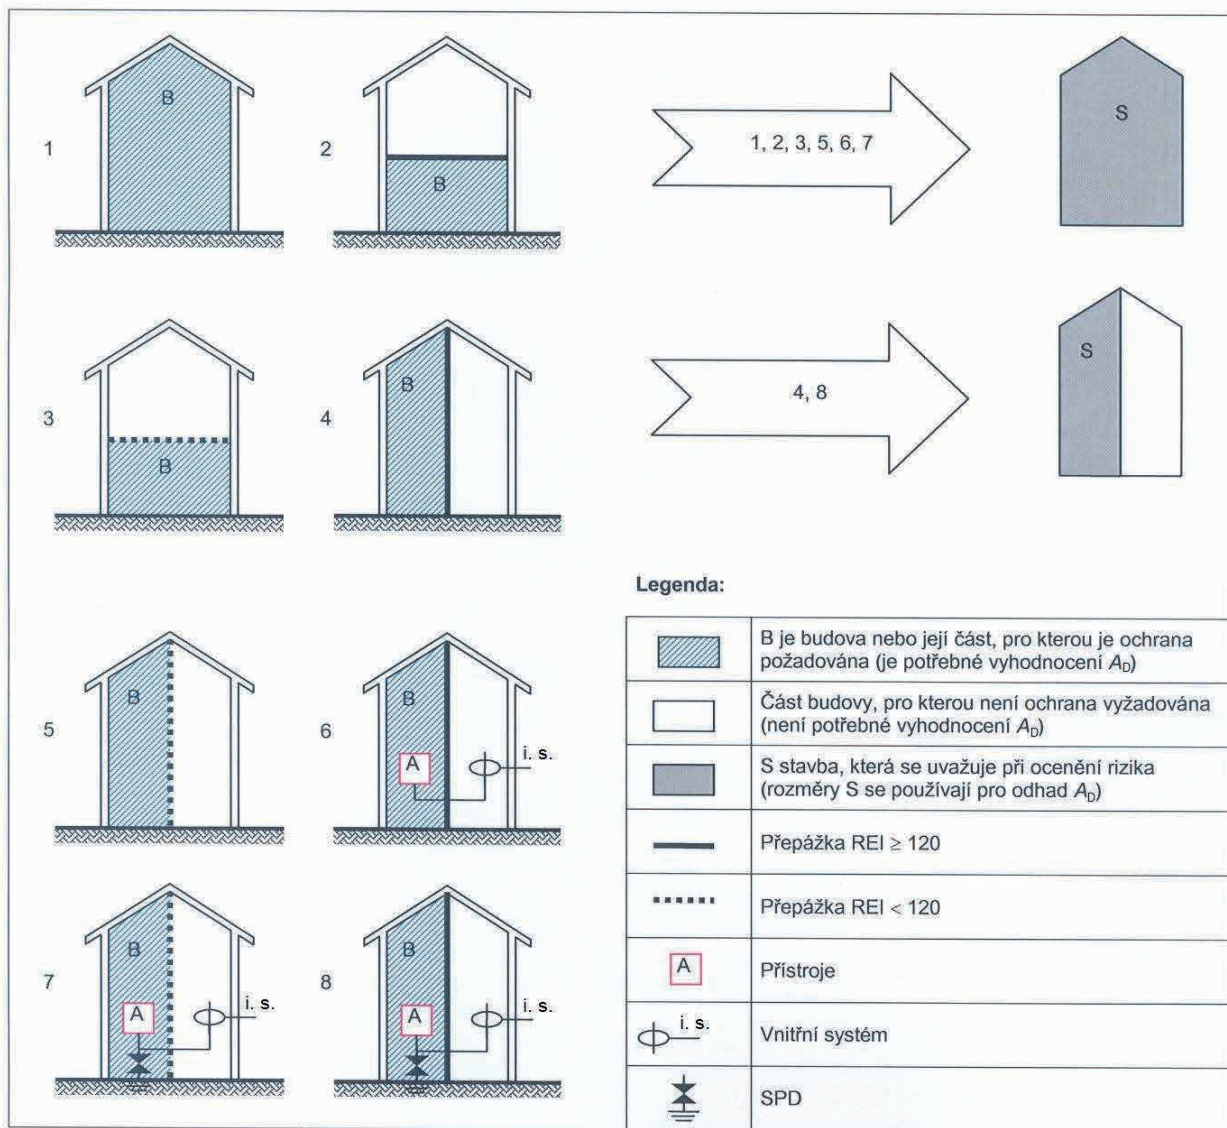 1
B
2
B
1, 2, 3, 5, 6, 7
S
3
B
4
B
4, 8
S
5
B
6
B
A
i. s.
7
B
A
i. s.
8
B
A
i. s.
Legenda:
B je budova nebo její část, pro kterou je ochrana
požadována (je potřebné vyhodnocení AD)
Část budovy, pro kterou není ochrana vyžadována
(není potřebné vyhodnocení AD)
S stavba, která se uvažuje při ocenění rizika
(rozměry S se používají pro odhad AD)
Přepážka REI ≥ 120
Přepážka REI < 120
A
Přístroje
i. s.
Vnitřní systém
SPD